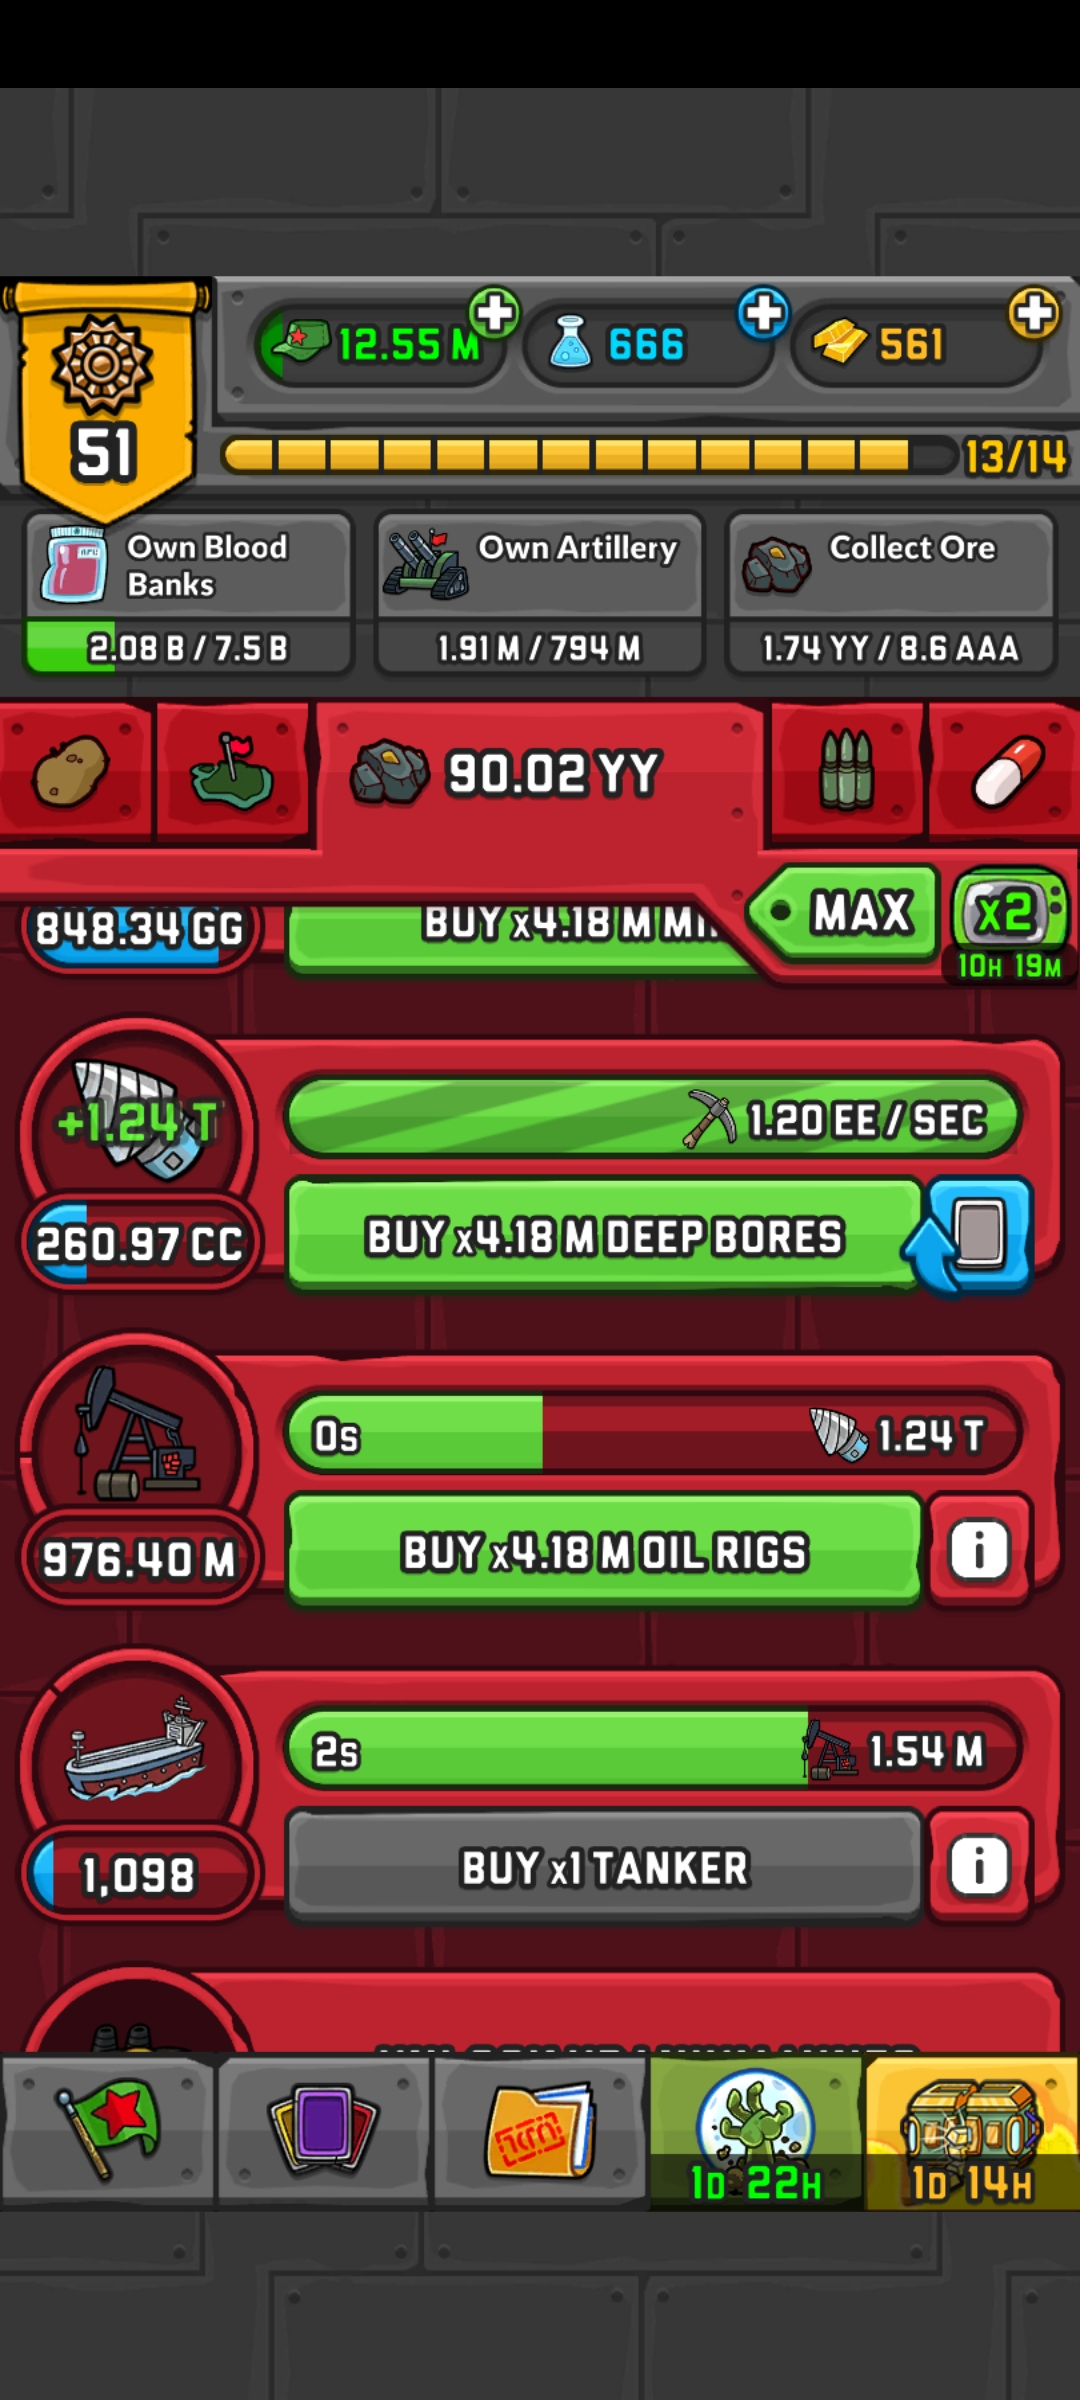 12.55 M
666
561
51
13/14
Own Blood
Banks
Own Artillery
Collect Ore
2.08 B / 7.5 B
1.91 M / 794 M
1.74 YY / 8.6 AAA
90.02 YY
848.34 GG
BUY x4.18 M
MAX
x2
10H 19M
+1.24 T
1.20 EE / SEC
260.97 CC
BUY x4.18 M DEEP BORES
0s
1.24 T
976.40 M
BUY x4.18 M OIL RIGS
2s
1.54 M
1,098
BUY x1 TANKER
1D 22H
1D 14H